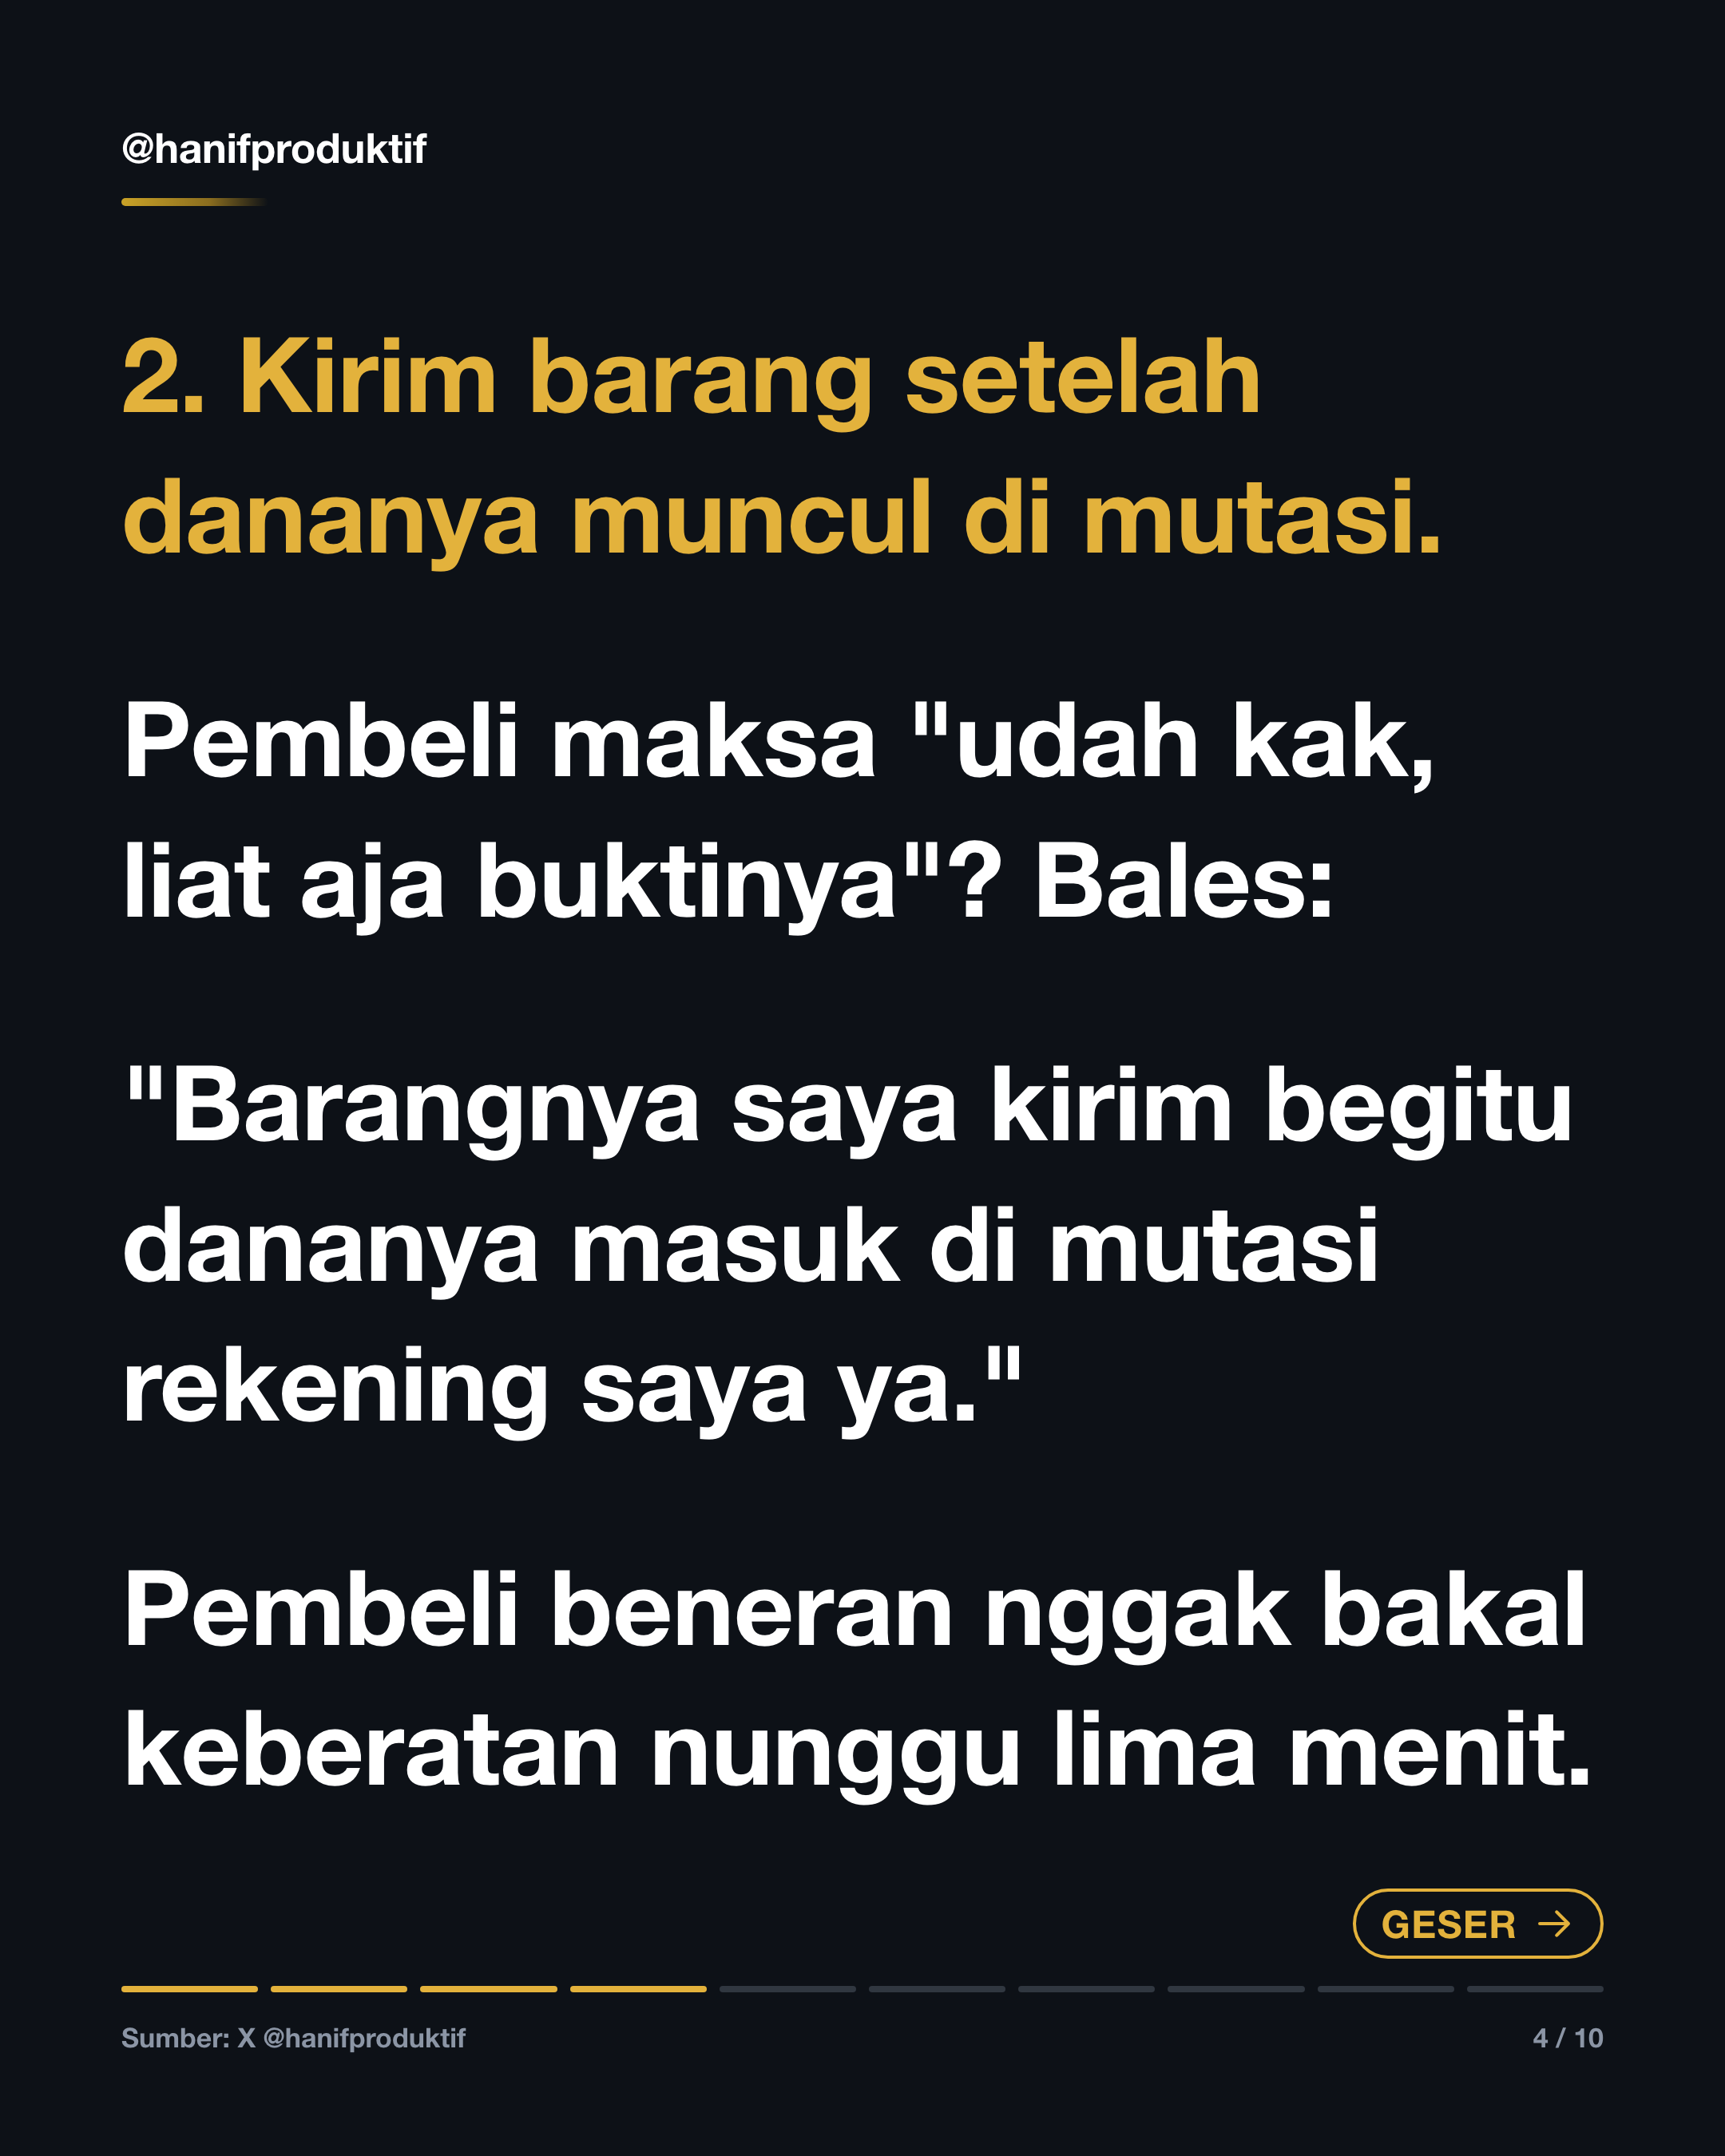 @hanifproduktif
2. Kirim barang setelah
dananya muncul di mutasi.
Pembeli maksa "udah kak,
liat aja buktinya"? Bales:
"Barangnya saya kirim begitu
dananya masuk di mutasi
rekening saya ya."
Pembeli beneran nggak bakal
keberatan nunggu lima menit.
GESER →
Sumber: X @hanifproduktif
4 / 10